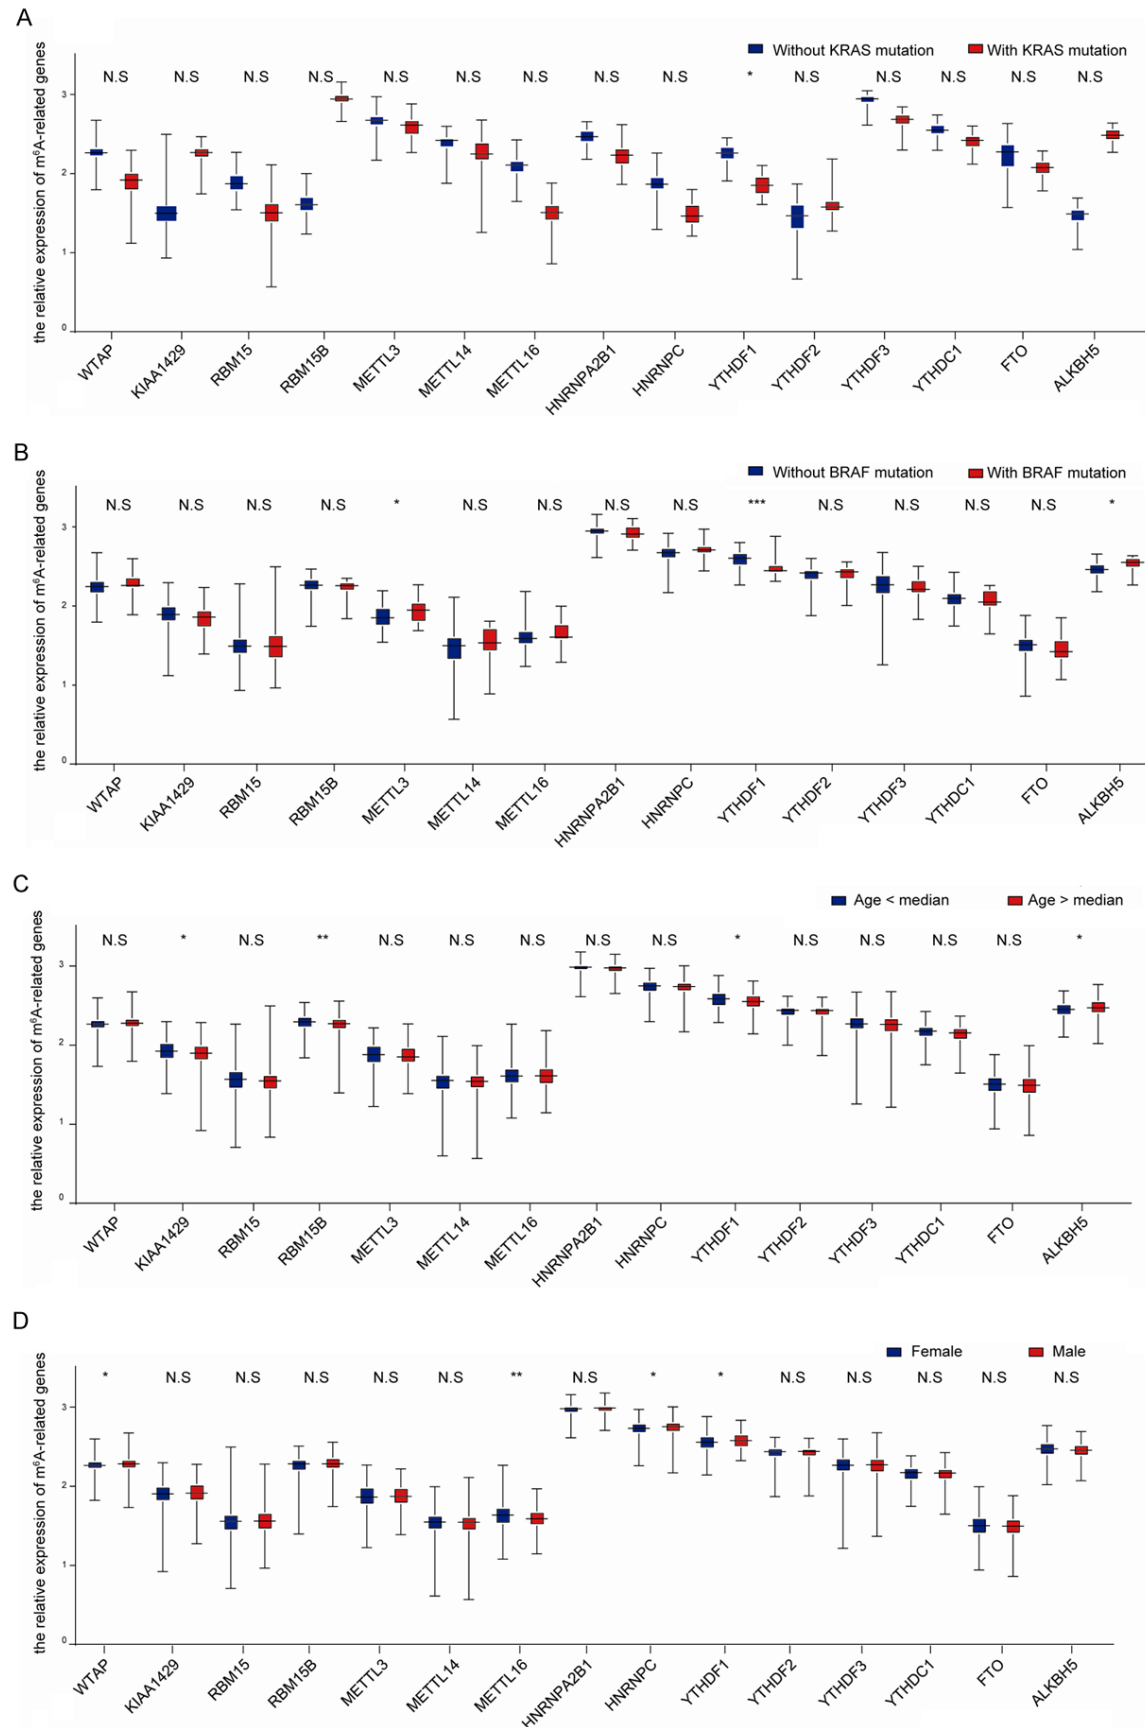 A
the relative expression of m⁶A-related genes
Without KRAS mutation With KRAS mutation
N.S N.S N.S N.S N.S N.S N.S N.S N.S * N.S N.S N.S N.S N.S
3
2
1
0
WTAP KIAA1429 RBM15 RBM15B METTL3 METTL14 METTL16 HNRNPA2B1 HNRNPC YTHDF1 YTHDF2 YTHDF3 YTHDC1 FTO ALKBH5
B
the relative expression of m⁶A-related genes
Without BRAF mutation With BRAF mutation
N.S N.S N.S N.S * N.S N.S N.S N.S *** N.S N.S N.S N.S *
3
2
1
0
WTAP KIAA1429 RBM15 RBM15B METTL3 METTL14 METTL16 HNRNPA2B1 HNRNPC YTHDF1 YTHDF2 YTHDF3 YTHDC1 FTO ALKBH5
C
the relative expression of m⁶A-related genes
Age < median Age > median
N.S * N.S ** N.S N.S N.S N.S N.S * N.S N.S N.S N.S *
3
2
1
0
WTAP KIAA1429 RBM15 RBM15B METTL3 METTL14 METTL16 HNRNPA2B1 HNRNPC YTHDF1 YTHDF2 YTHDF3 YTHDC1 FTO ALKBH5
D
the relative expression of m⁶A-related genes
Female Male
* N.S N.S N.S N.S N.S ** N.S * * N.S N.S N.S N.S N.S
3
2
1
0
WTAP KIAA1429 RBM15 RBM15B METTL3 METTL14 METTL16 HNRNPA2B1 HNRNPC YTHDF1 YTHDF2 YTHDF3 YTHDC1 FTO ALKBH5